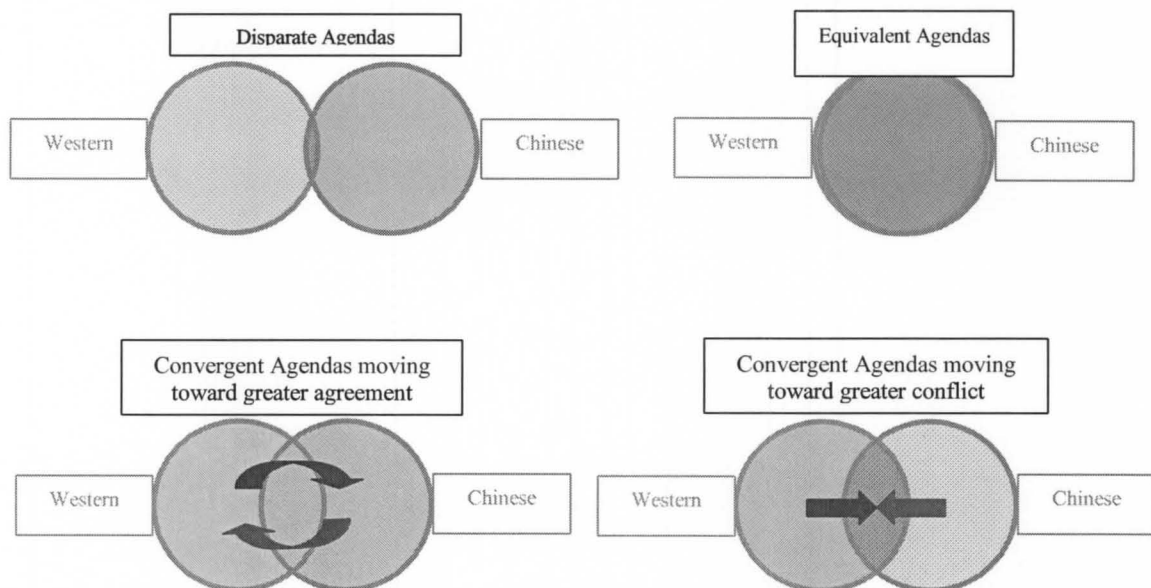 Disparate Agendas
Equivalent Agendas
Western
Chinese
Western
Chinese
Convergent Agendas moving
toward greater agreement
Convergent Agendas moving
toward greater conflict
Western
Chinese
Western
Chinese